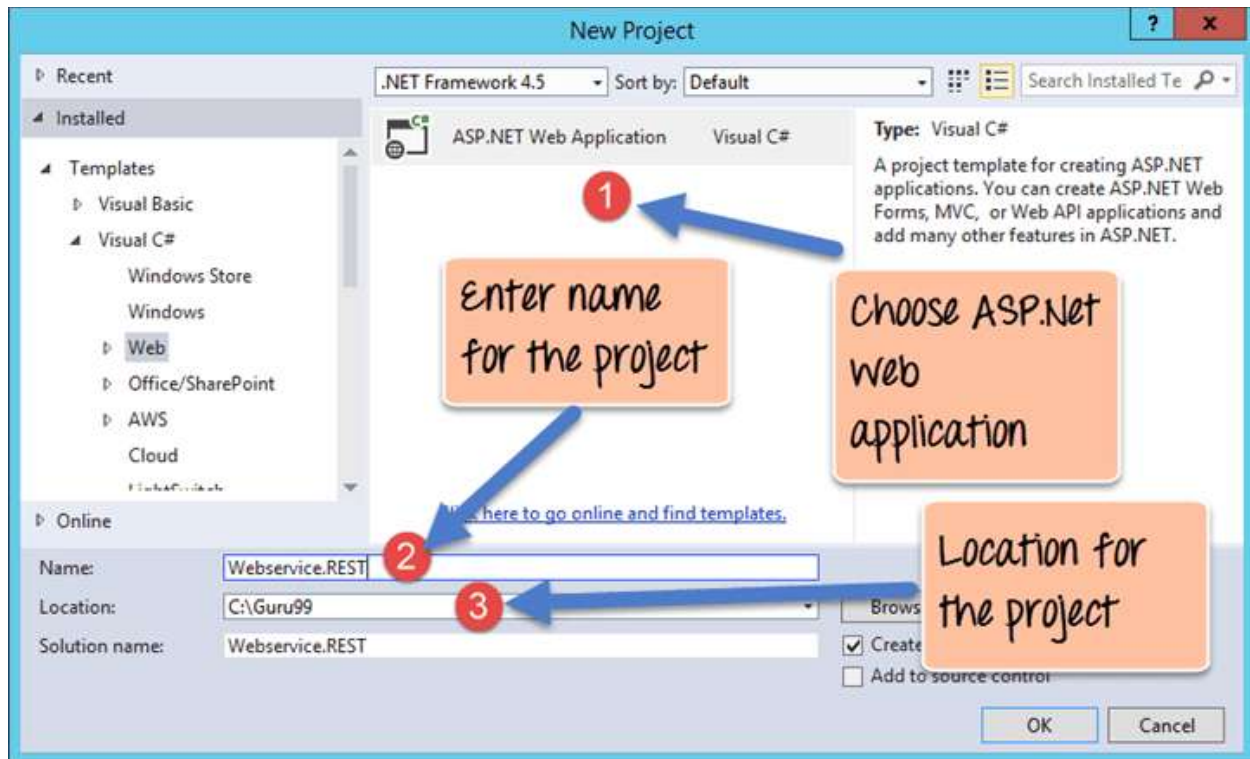 New Project
?
x
Recent
.NET Framework 4.5
Sort by:
Default
Search Installed Te
Installed
Templates
Visual Basic
Visual C#
Windows Store
Windows
Web
Office/SharePoint
AWS
Cloud
Online
C#
ASP.NET Web Application
Visual C#
1
Type: Visual C#
A project template for creating ASP.NET
applications. You can create ASP.NET Web
Forms, MVC, or Web API applications and
add many other features in ASP.NET.
Enter name
for the project
Choose ASP.Net
web
application
here to go online and find templates.
Location for
the project
Name:
Webservice.REST
2
Location:
C:\Guru99
3
Solution name:
Webservice.REST
Create
Add to source control
OK
Cancel